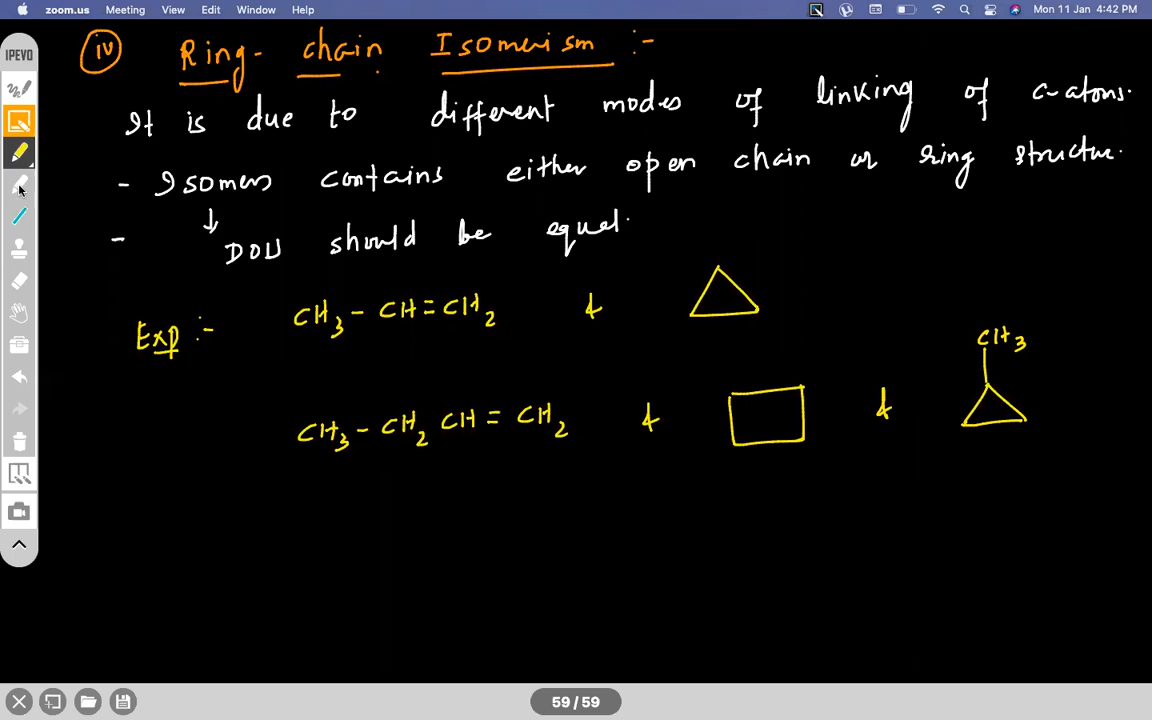 zoom.us Meeting View Edit Window Help Mon 11 Jan 4:42 PM
IPEVO
(iv) Ring-chain Isomerism :-
It is due to different modes of linking of c-atoms.
- Isomers contains either open chain or ring structure.
- ↓ DOU should be equal.
Exp :- CH3 - CH = CH2 &
CH3
CH3 - CH2 CH = CH2 & &
59 / 59